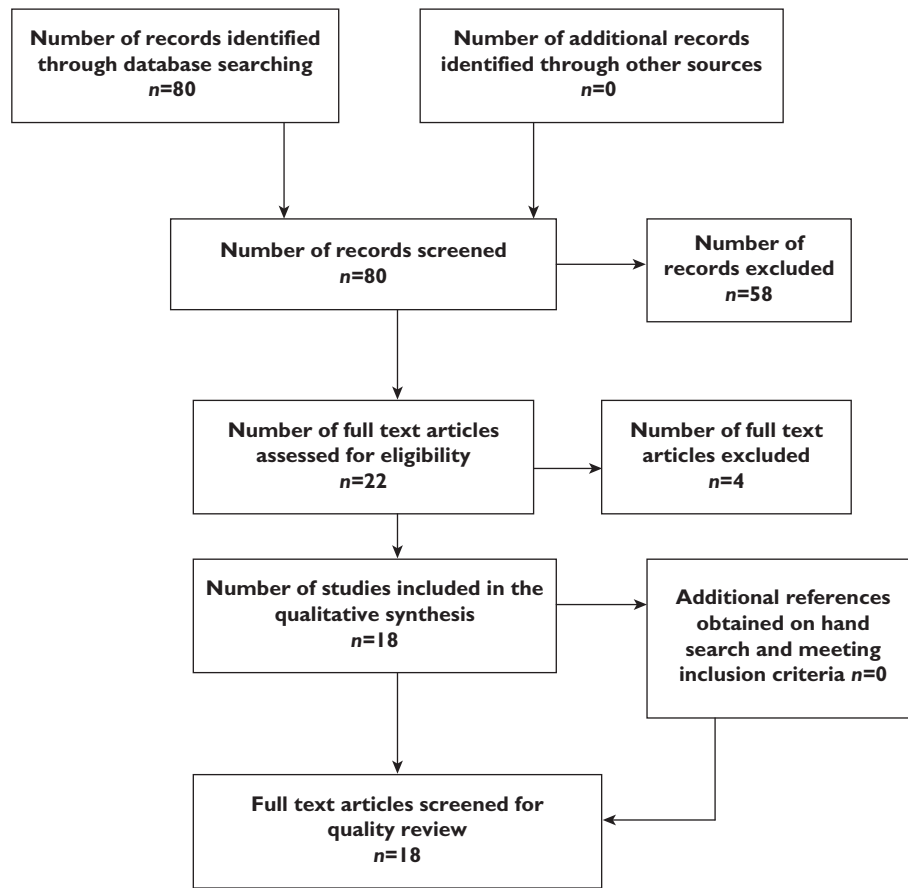 Number of records identified
through database searching
n=80
Number of additional records
identified through other sources
n=0
Number of records screened
n=80
Number of
records excluded
n=58
Number of full text articles
assessed for eligibility
n=22
Number of full text
articles excluded
n=4
Number of studies included in the
qualitative synthesis
n=18
Additional references
obtained on hand
search and meeting
inclusion criteria n=0
Full text articles screened for
quality review
n=18